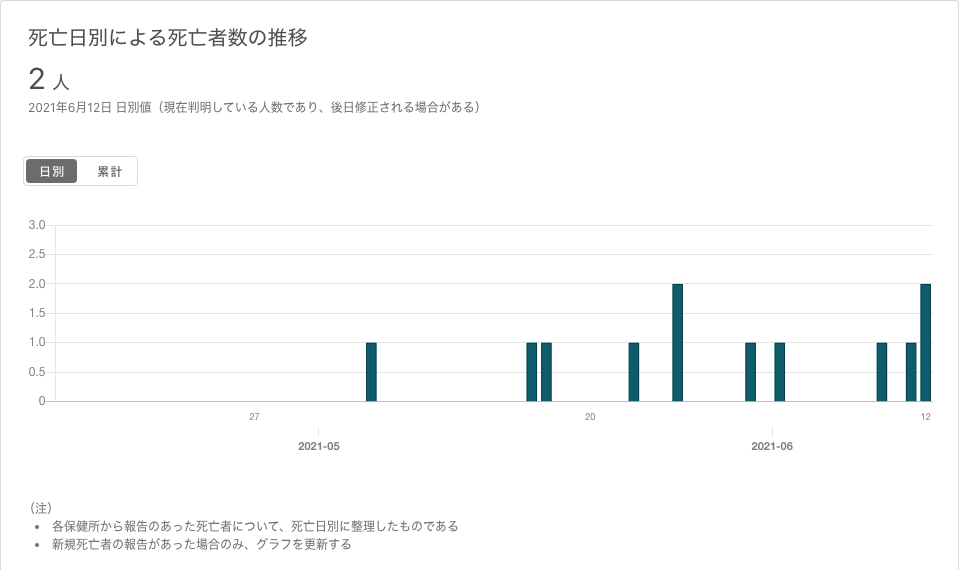 死亡日別による死亡者数の推移
2 人
2021年6月12日 日別値（現在判明している人数であり、後日修正される場合がある）
日別 累計
3.0
2.5
2.0
1.5
1.0
0.5
0
27 20 12
2021-05 2021-06
（注）
• 各保健所から報告のあった死亡者について、死亡日別に整理したものである
• 新規死亡者の報告があった場合のみ、グラフを更新する